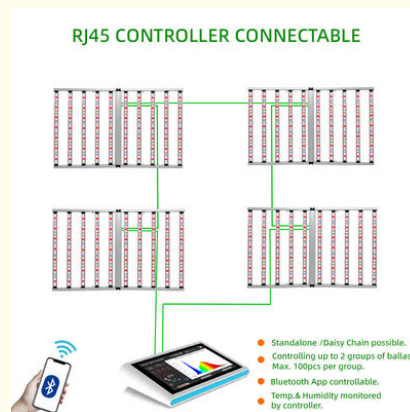 RJ45 CONTROLLER CONNECTABLE
Standalone /Daisy Chain possible.
Controlling up to 2 groups of ballas
Max. 100pcs per group.
Bluetooth App controllable.
Temp.& Humidity monitored
by controller.